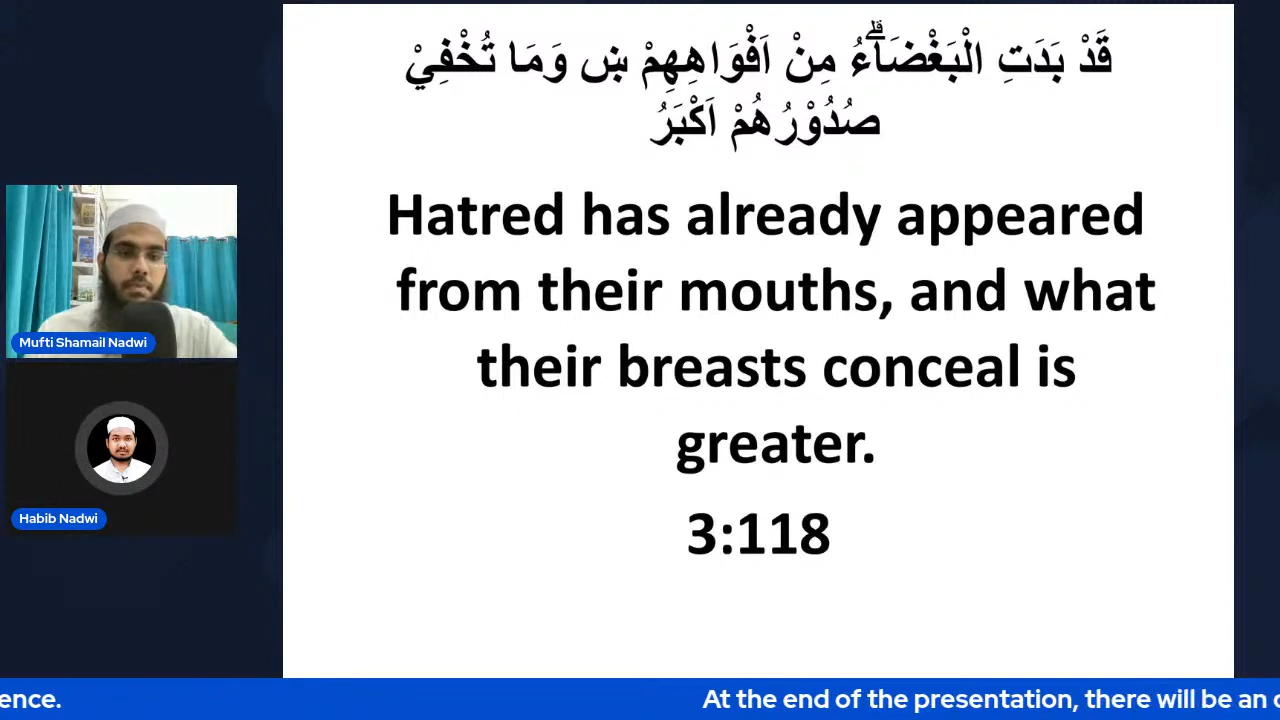 قَدْ بَدَتِ الْبَغْضَاۤءُ مِنْ اَفْوَاهِهِمْ ۖۚ وَمَا تُخْفِيْ
صُدُوْرُهُمْ اَكْبَرُ
Hatred has already appeared
from their mouths, and what
their breasts conceal is
greater.
3:118
Mufti Shamail Nadwi
Habib Nadwi
ence.
At the end of the presentation, there will be an